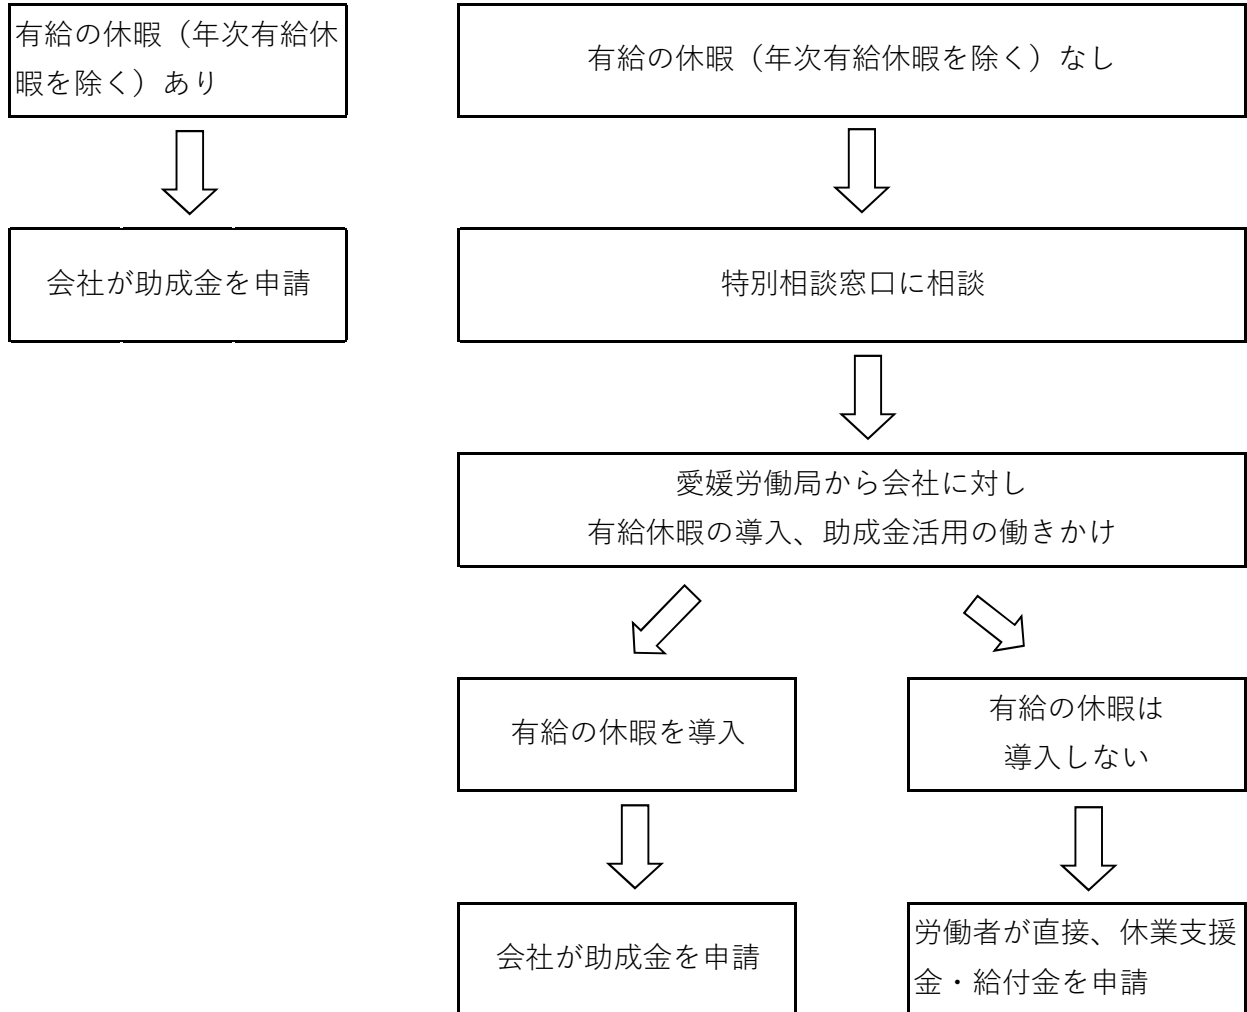 有給の休暇（年次有給休
暇を除く）あり
有給の休暇（年次有給休暇を除く）なし
会社が助成金を申請
特別相談窓口に相談
愛媛労働局から会社に対し
有給休暇の導入、助成金活用の働きかけ
有給の休暇を導入
有給の休暇は
導入しない
会社が助成金を申請
労働者が直接、休業支援
金・給付金を申請